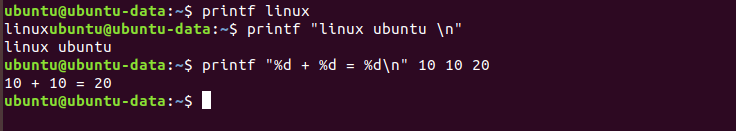 ubuntu@ubuntu-data:~$ printf linux
linuxubuntu@ubuntu-data:~$ printf "linux ubuntu \n"
linux ubuntu
ubuntu@ubuntu-data:~$ printf "%d + %d = %d\n" 10 10 20
10 + 10 = 20
ubuntu@ubuntu-data:~$